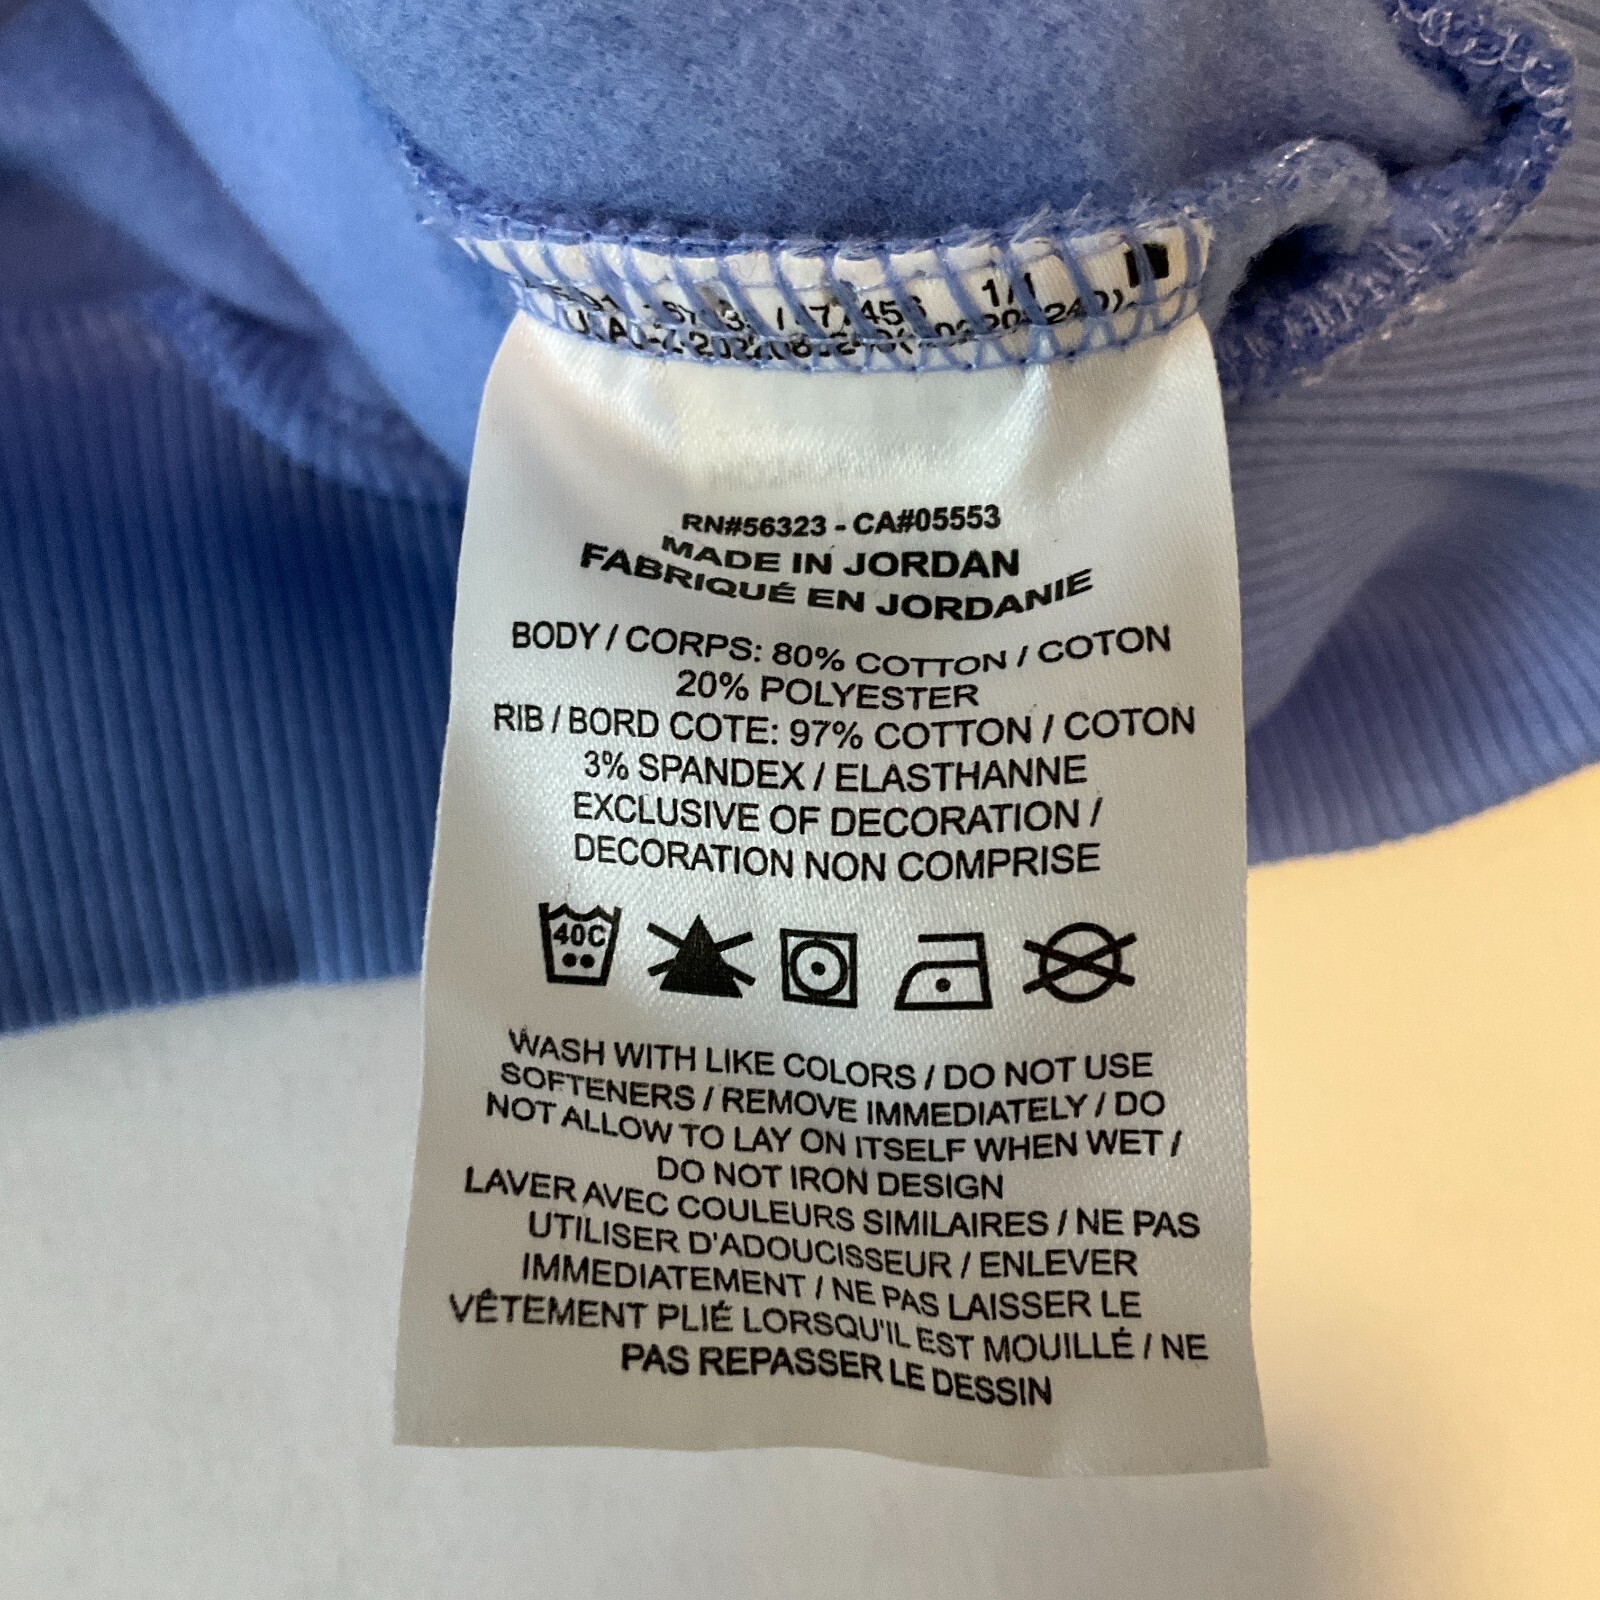 1/1
RN#56323 - CA#05553
MADE IN JORDAN
FABRIQUÉ EN JORDANIE
BODY / CORPS: 80% COTTON / COTON
20% POLYESTER
RIB / BORD COTE: 97% COTTON / COTON
3% SPANDEX / ELASTHANNE
EXCLUSIVE OF DECORATION /
DECORATION NON COMPRISE
40C
WASH WITH LIKE COLORS / DO NOT USE
SOFTENERS / REMOVE IMMEDIATELY / DO
NOT ALLOW TO LAY ON ITSELF WHEN WET /
DO NOT IRON DESIGN
LAVER AVEC COULEURS SIMILAIRES / NE PAS
UTILISER D'ADOUCISSEUR / ENLEVER
IMMEDIATEMENT / NE PAS LAISSER LE
VÊTEMENT PLIÉ LORSQU'IL EST MOUILLÉ / NE
PAS REPASSER LE DESSIN